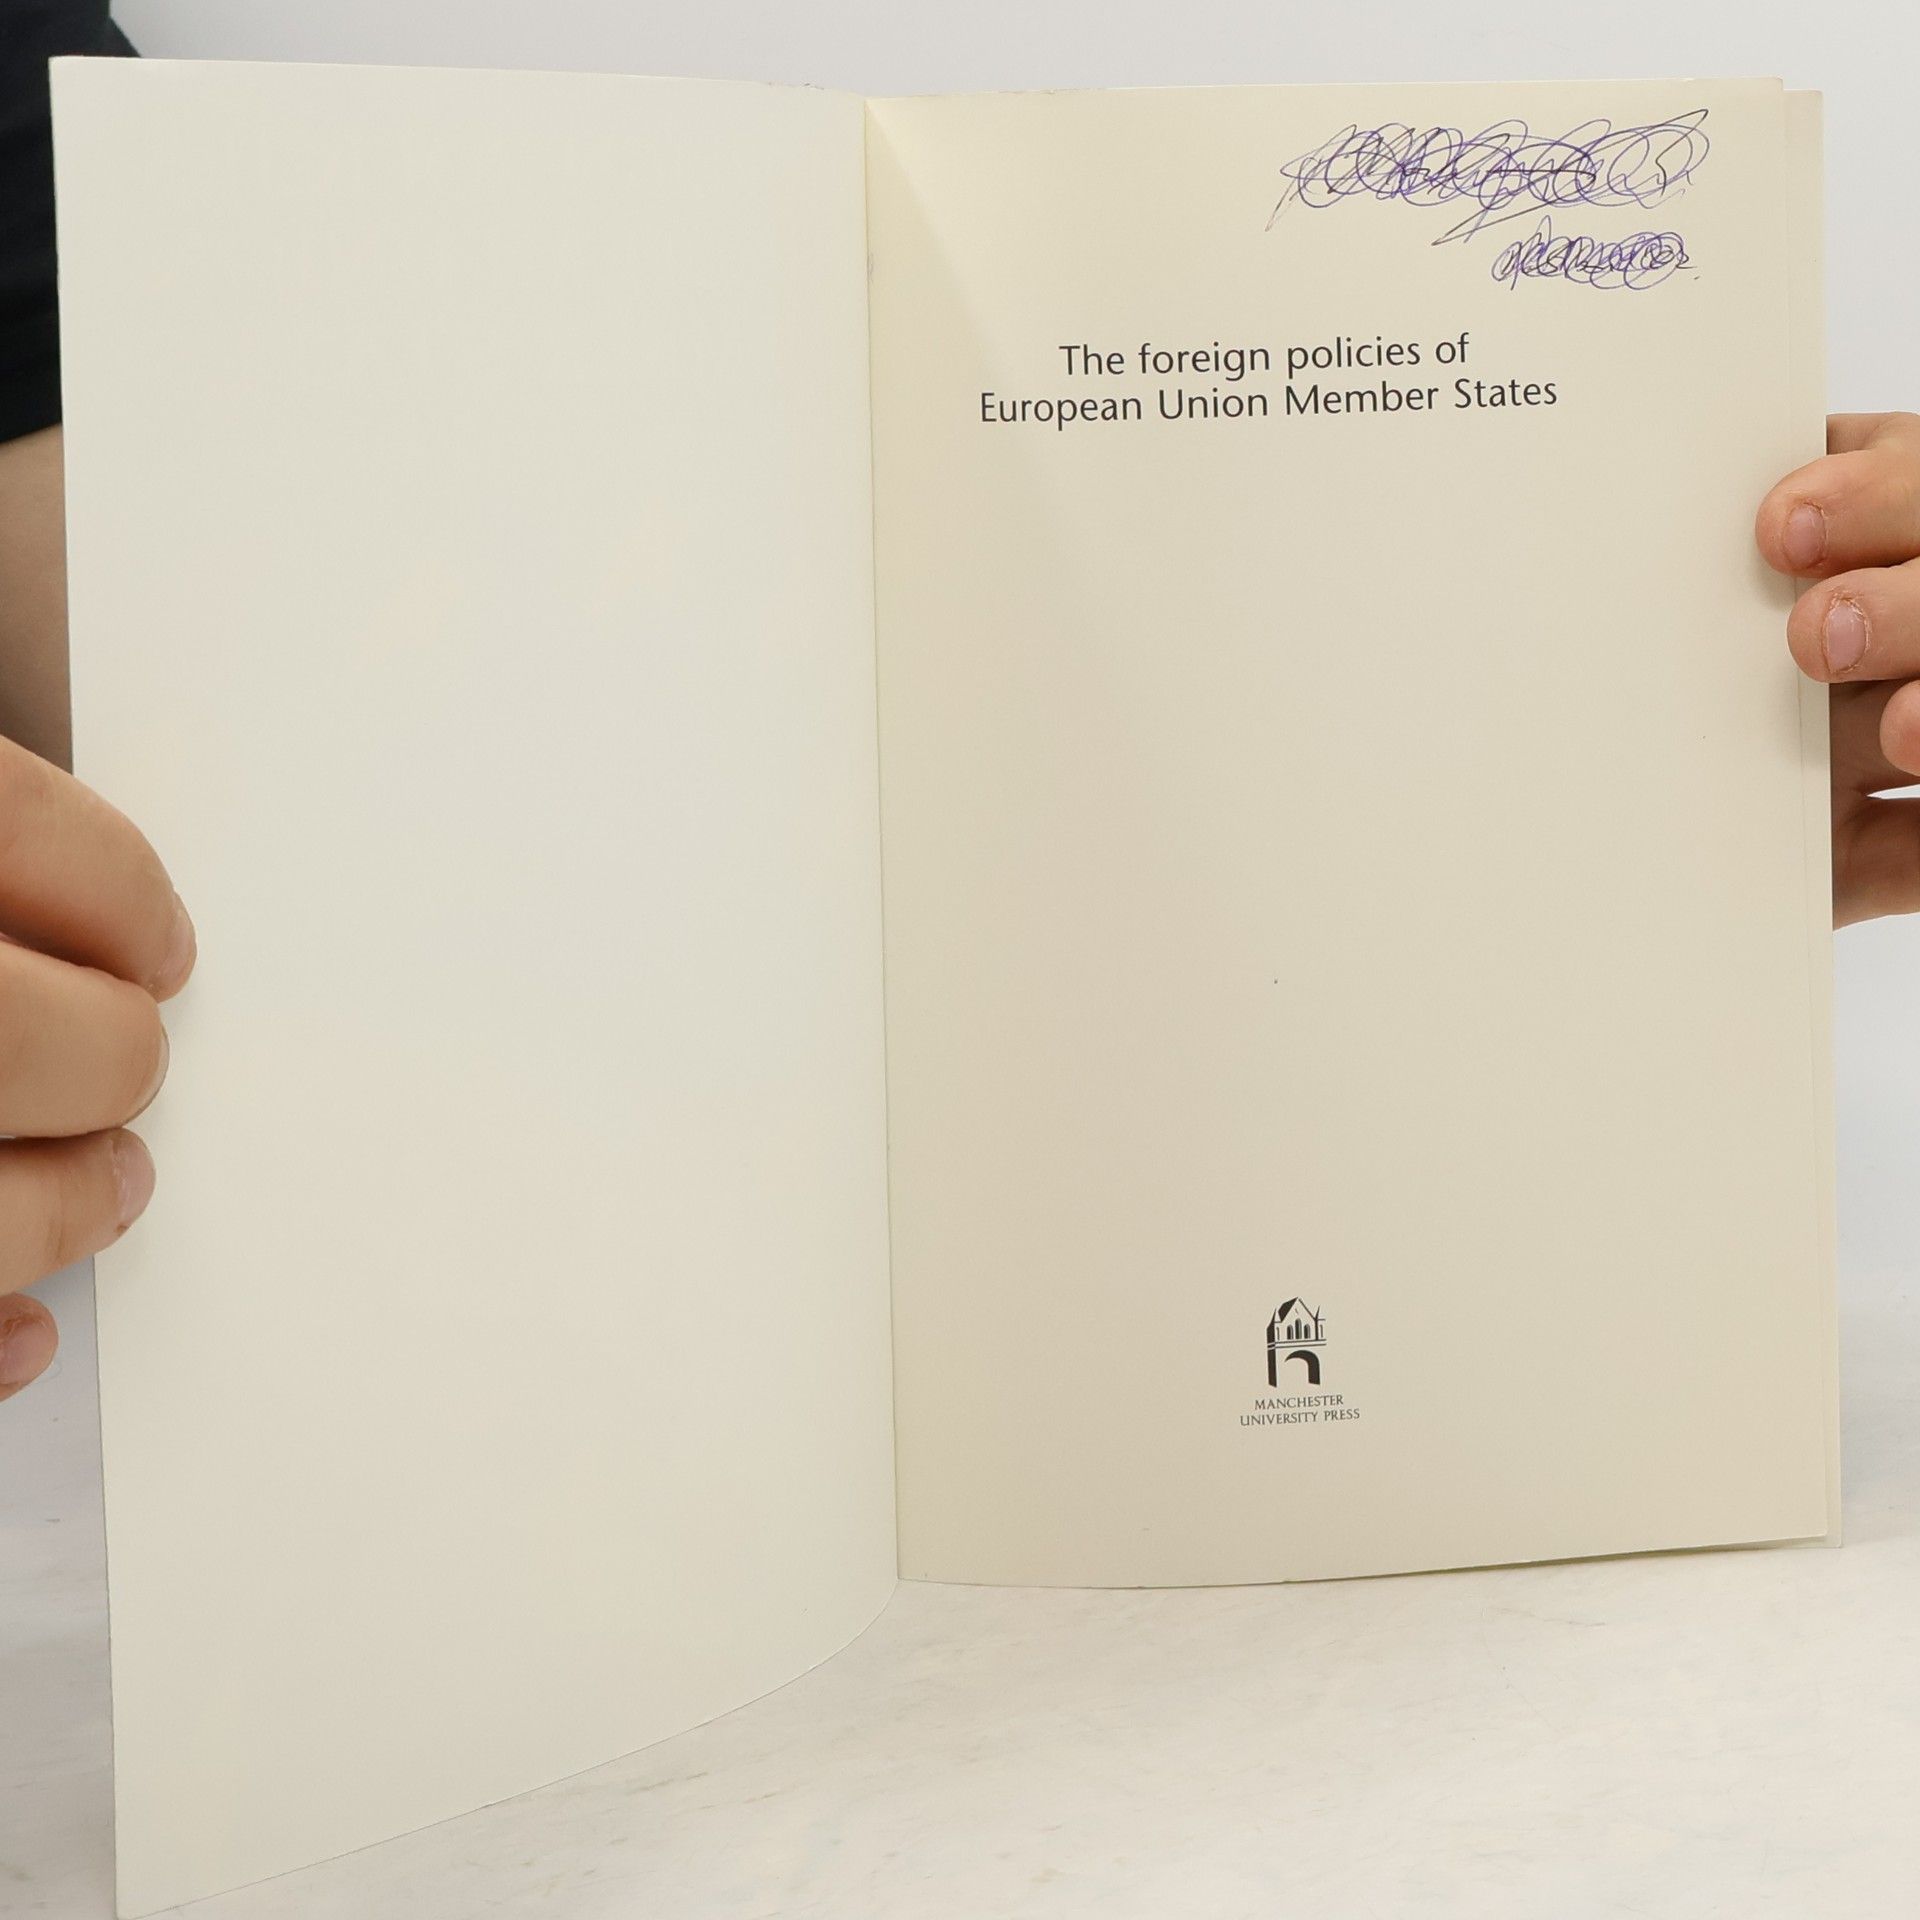 The foreign policies of
European Union Member States
MANCHESTER
UNIVERSITY PRESS